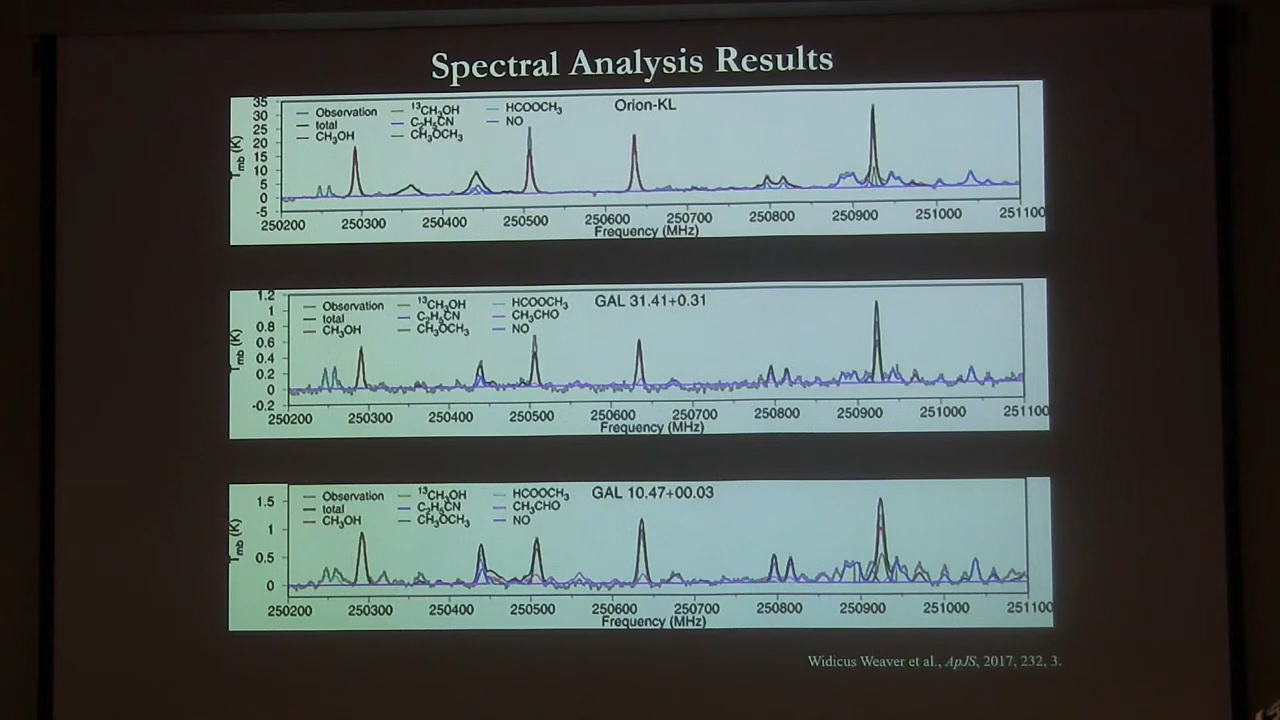 Spectral Analysis Results
Orion-KL
Observation
total
CH3OH
13CH3OH
C2H5CN
CH3OCH3
HCOOCH3
NO
Tmb (K)
35
30
25
20
15
10
5
0
-5
250200 250300 250400 250500 250600 250700 250800 250900 251000 251100
Frequency (MHz)
GAL 31.41+0.31
Observation
total
CH3OH
13CH3OH
C2H5CN
CH3OCH3
HCOOCH3
CH3CHO
NO
Tmb (K)
1.2
1
0.8
0.6
0.4
0.2
0
-0.2
250200 250300 250400 250500 250600 250700 250800 250900 251000 251100
Frequency (MHz)
GAL 10.47+00.03
Observation
total
CH3OH
13CH3OH
C2H5CN
CH3OCH3
HCOOCH3
CH3CHO
NO
Tmb (K)
1.5
1
0.5
0
250200 250300 250400 250500 250600 250700 250800 250900 251000 251100
Frequency (MHz)
Widicus Weaver et al., ApJS, 2017, 232, 3.